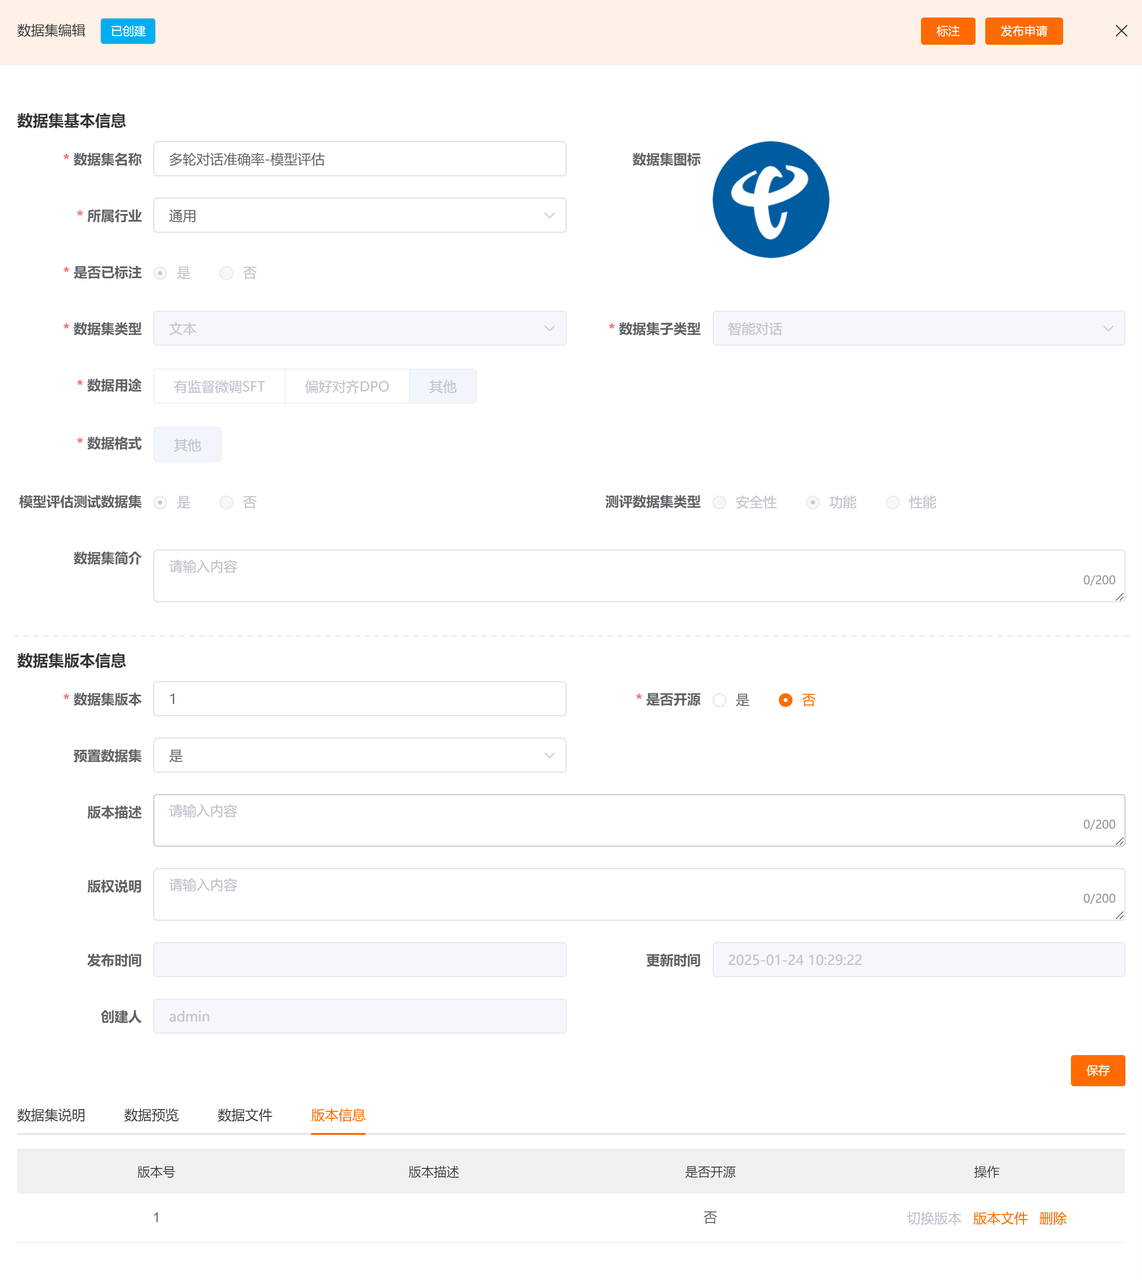 数据集编辑 已创建 标注 发布申请
数据集基本信息
* 数据集名称 多轮对话准确率-模型评估 数据集图标
* 所属行业 通用
* 是否已标注 是 否
* 数据集类型 文本 * 数据集子类型 智能对话
* 数据用途 有监督微调SFT 偏好对齐DPO 其他
* 数据格式 其他
模型评估测试数据集 是 否 测评数据集类型 安全性 功能 性能
数据集简介 请输入内容
0/200
数据集版本信息
* 数据集版本 1 * 是否开源 是 否
预置数据集 是
版本描述 请输入内容
0/200
版权说明 请输入内容
0/200
发布时间 更新时间 2025-01-24 10:29:22
创建人 admin
保存
数据集说明 数据预览 数据文件 版本信息
版本号 版本描述 是否开源 操作
1 否 切换版本 版本文件 删除